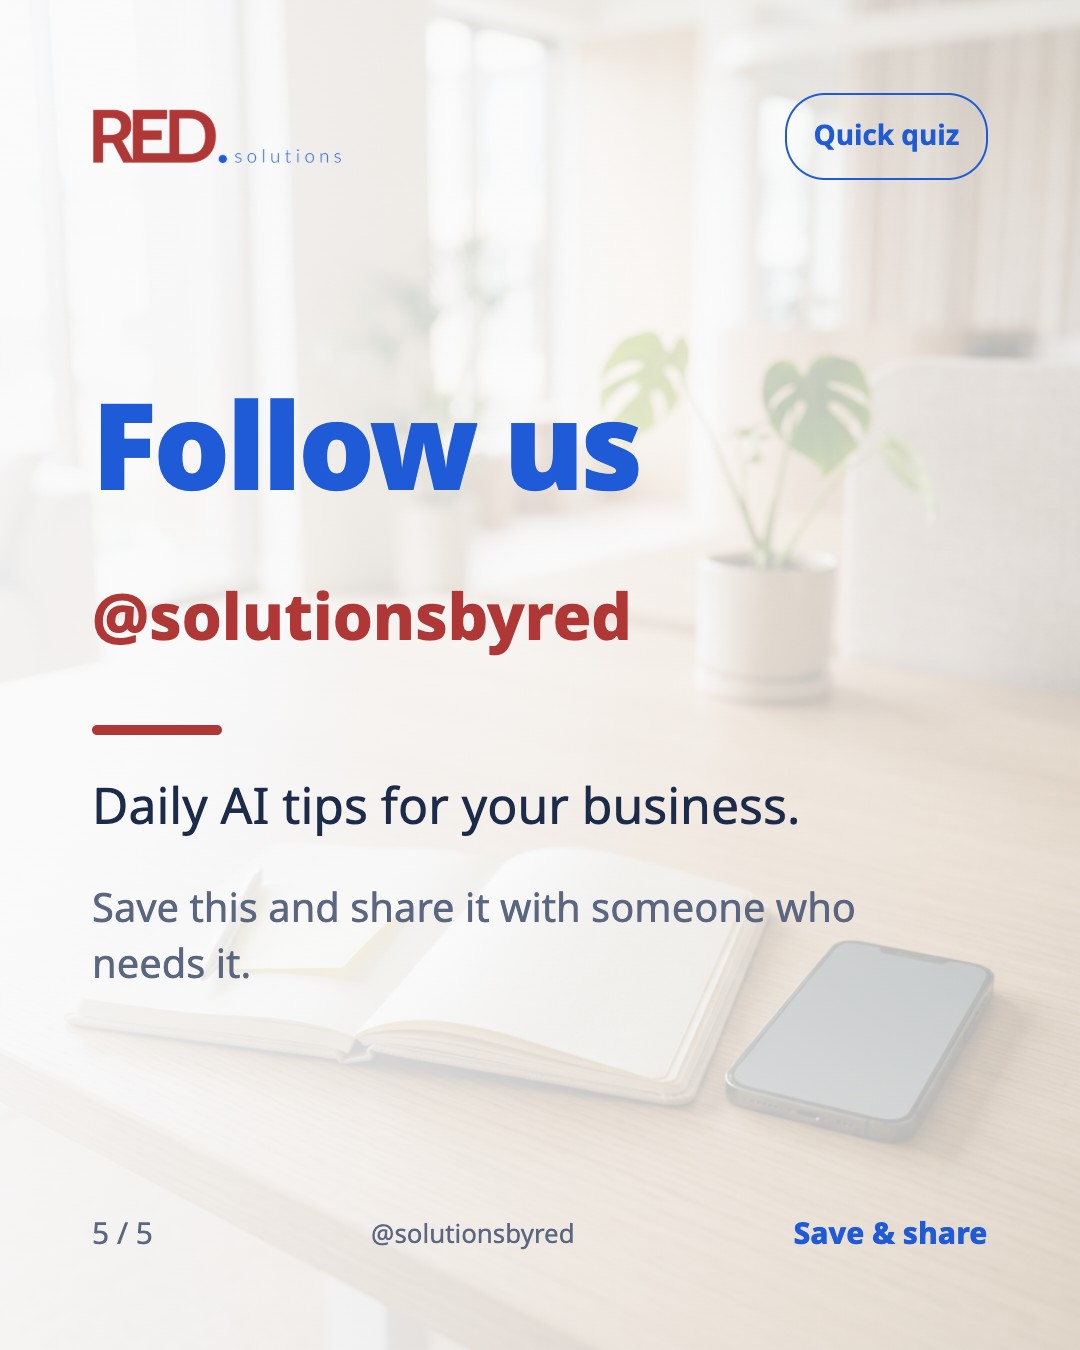 RED.solutions
Quick quiz
Follow us
@solutionsbyred
Daily AI tips for your business.
Save this and share it with someone who
needs it.
5 / 5
@solutionsbyred
Save & share